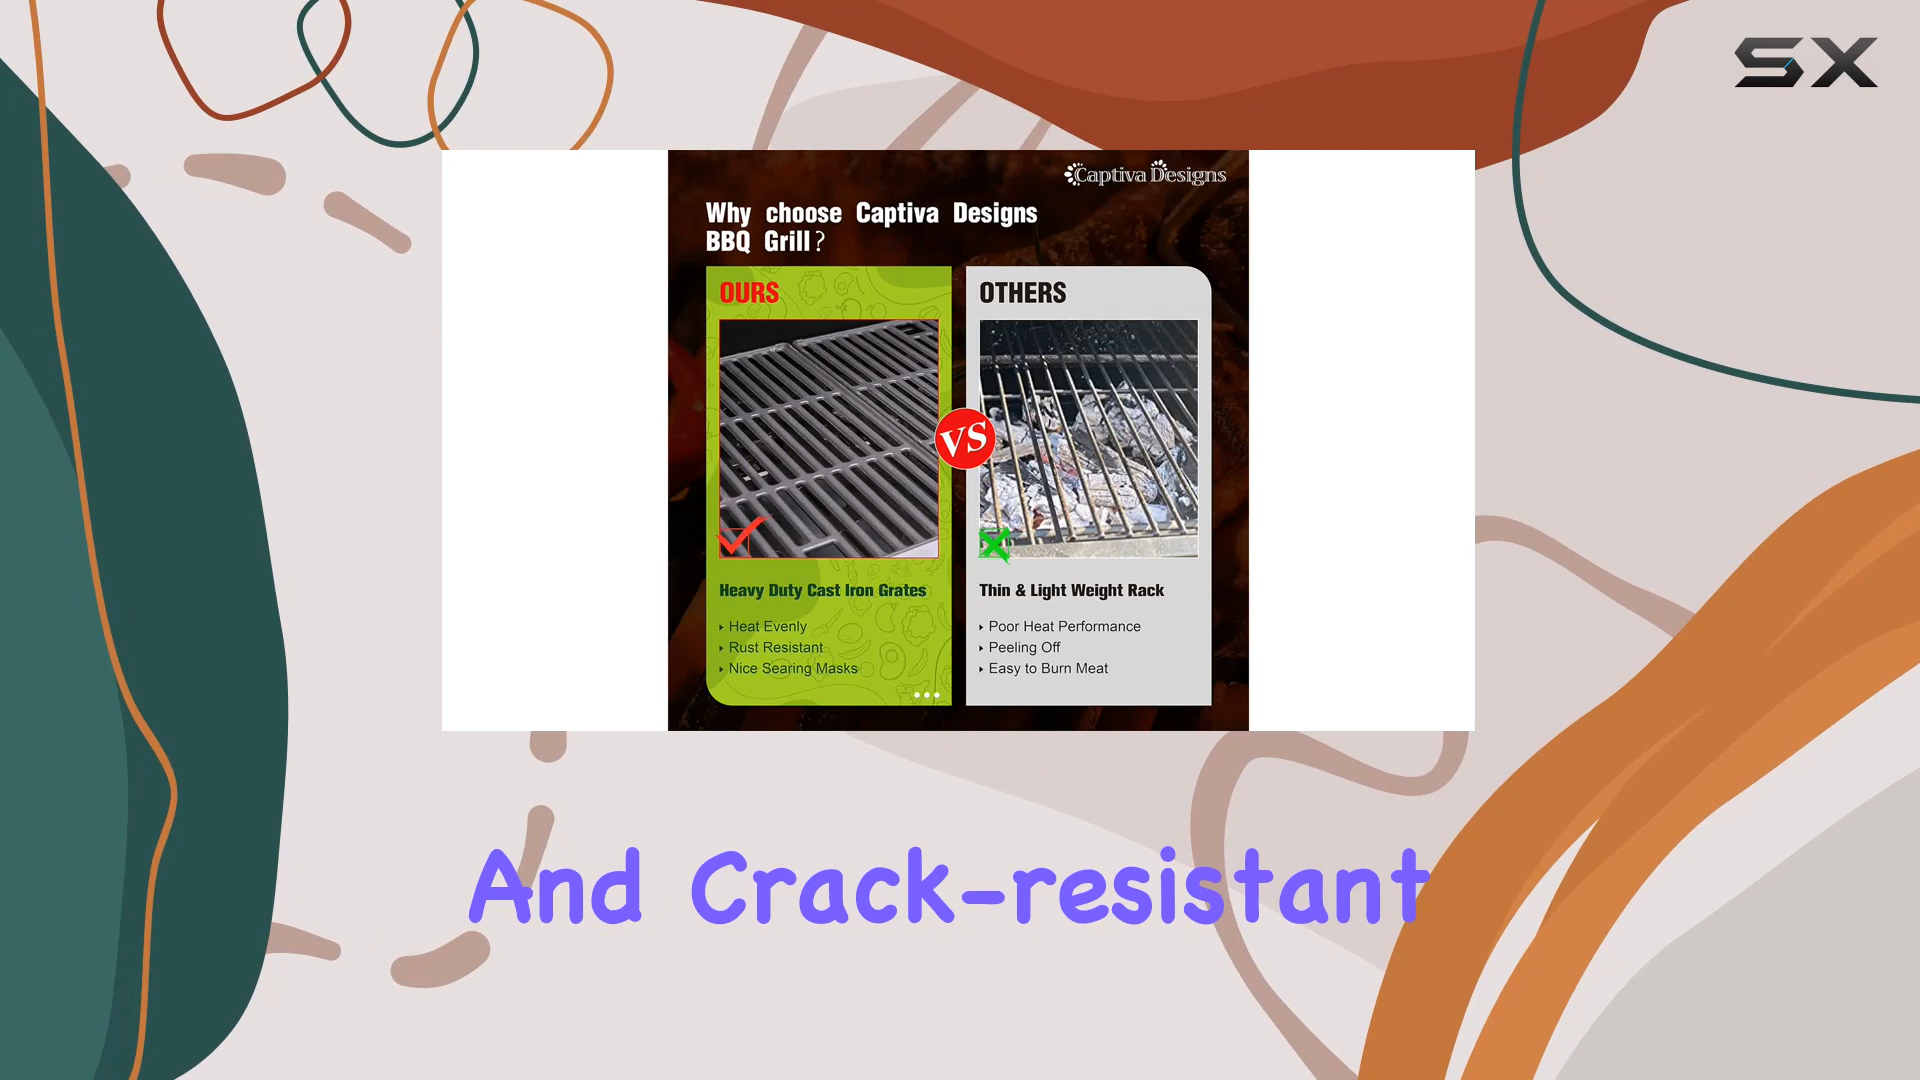 SX
Captiva Designs
Why choose Captiva Designs
BBQ Grill?
OURS
OTHERS
VS
Heavy Duty Cast Iron Grates
Heat Evenly
Rust Resistant
Nice Searing Masks
Thin & Light Weight Rack
Poor Heat Performance
Peeling Off
Easy to Burn Meat
And Crack-resistant